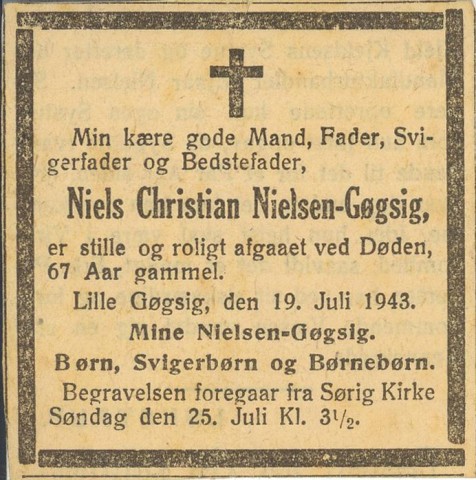 Min kære gode Mand, Fader, Svi-
gerfader og Bedstefader,
Niels Christian Nielsen-Gøgsig,
er stille og roligt afgaaet ved Døden,
67 Aar gammel.
Lille Gøgsig, den 19. Juli 1943.
Mine Nielsen-Gøgsig.
Børn, Svigerbørn og Børnebørn.
Begravelsen foregaar fra Sørig Kirke
Søndag den 25. Juli Kl. 3½.